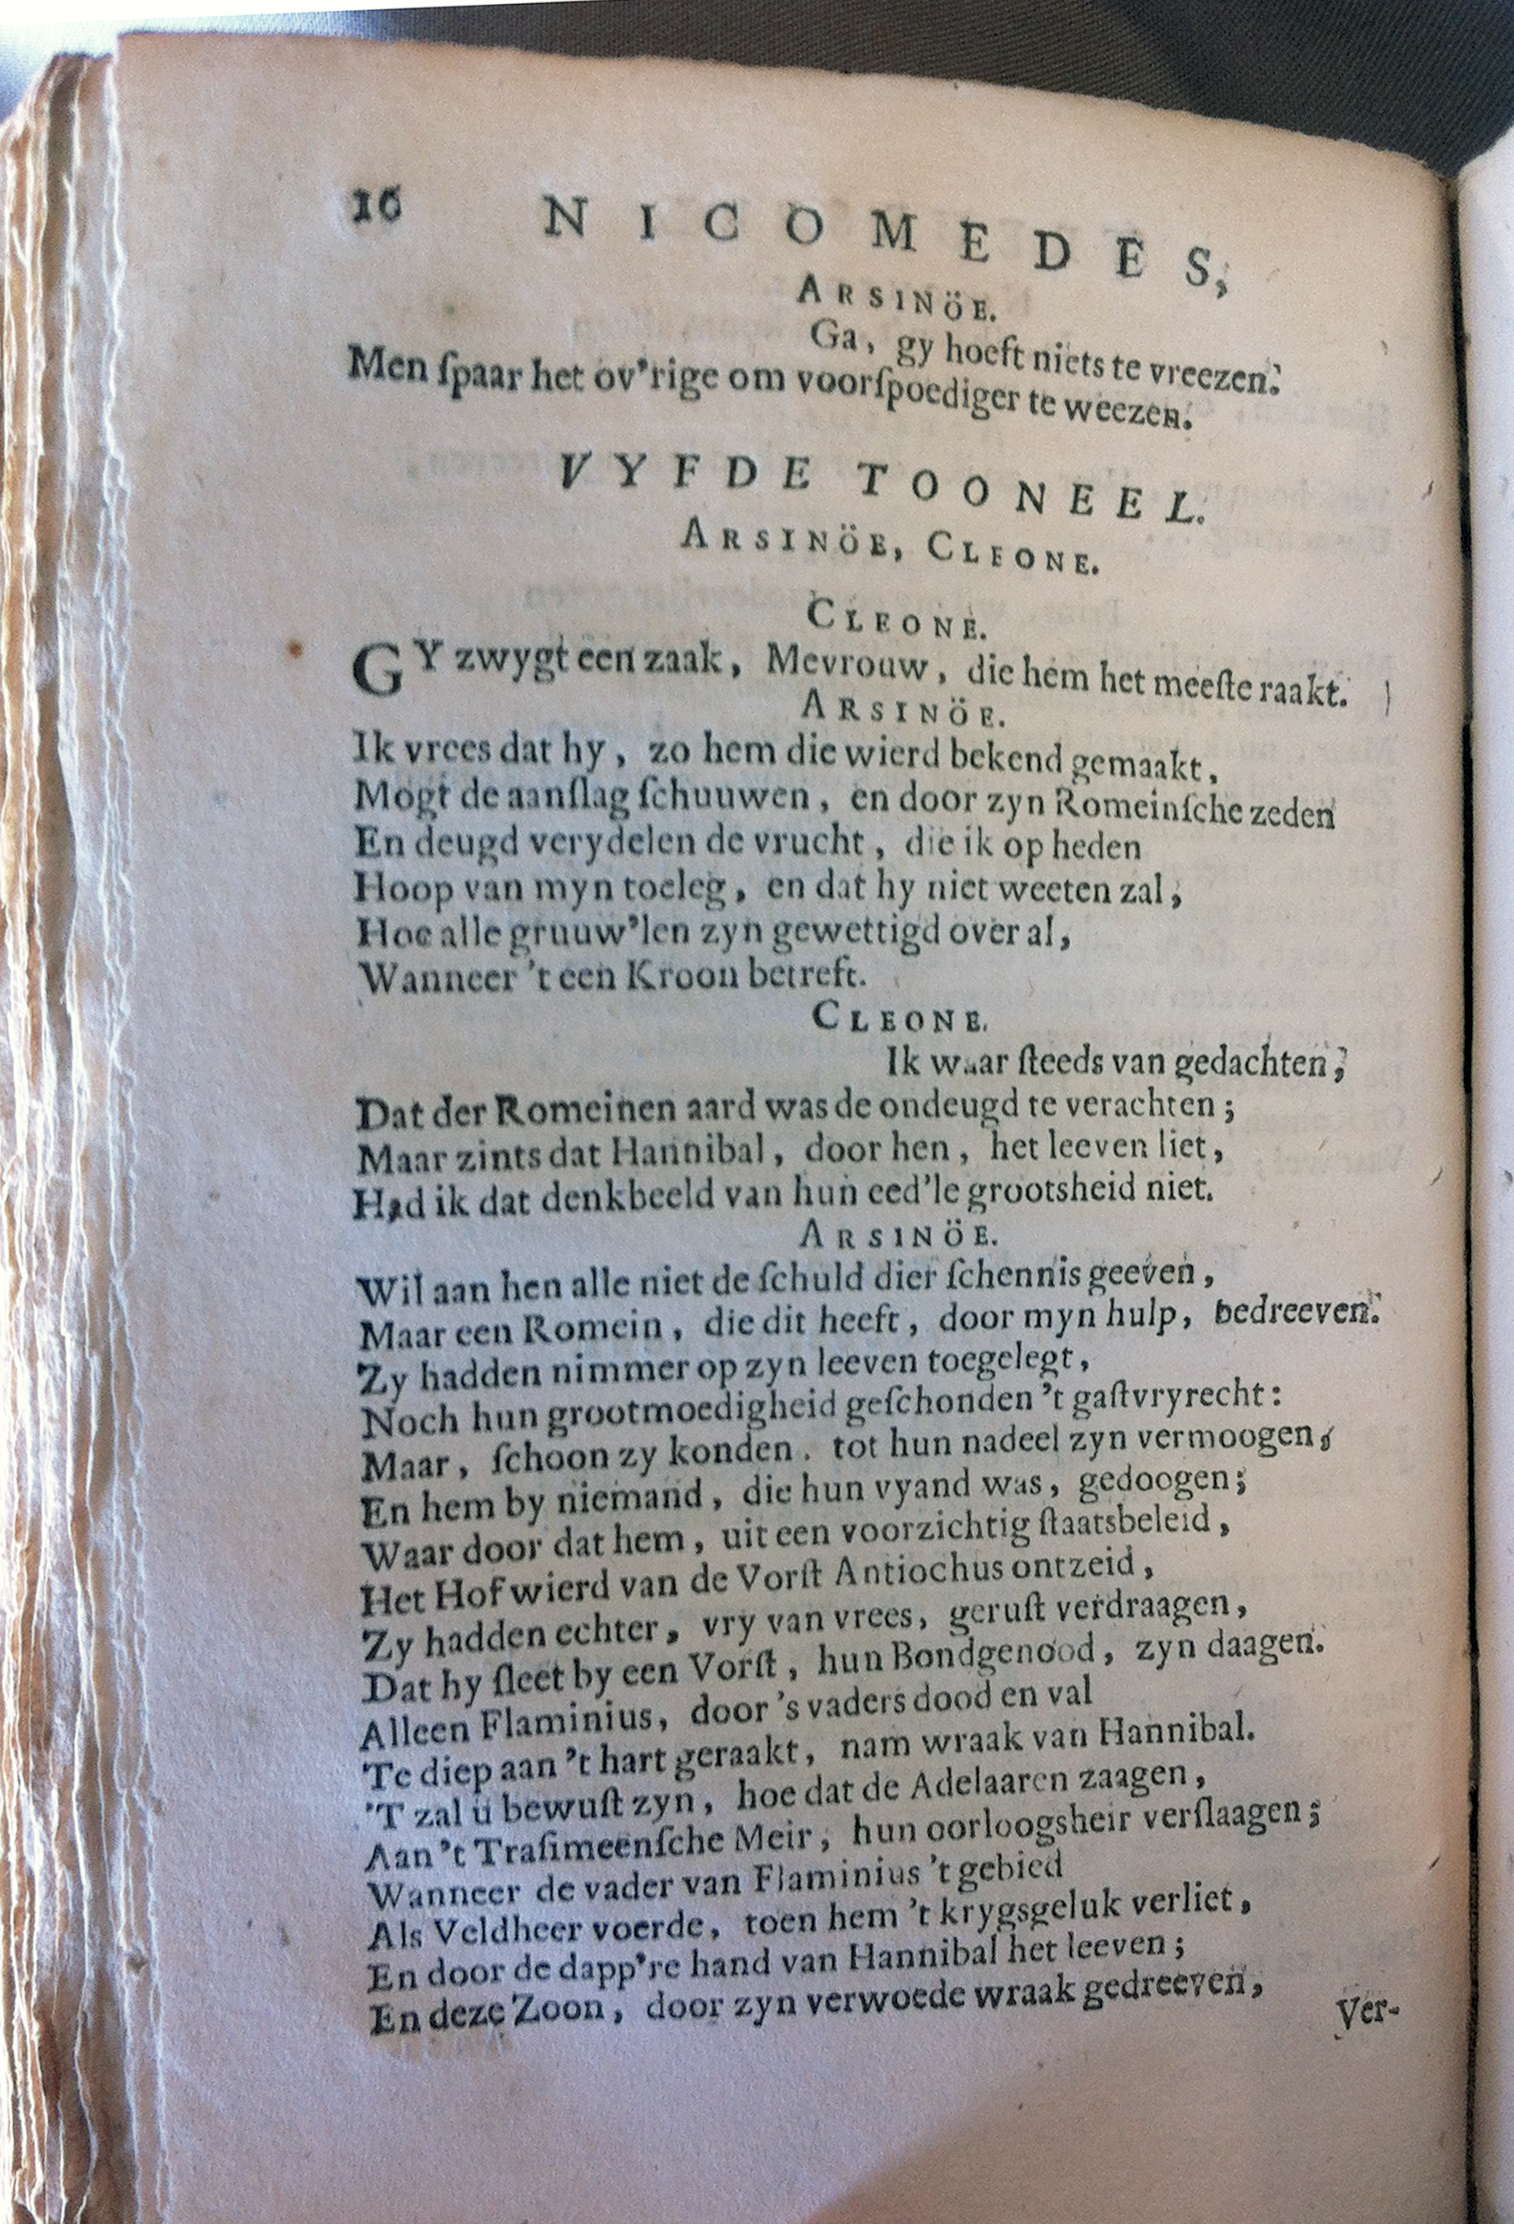 16 NICOMEDES,
ARSINÖE.
Ga, gy hoeft niets te vreezen.
Men ſpaar het ov'rige om voorſpoediger te weezen.
VYFDE TOONEEL.
ARSINÖE, CLEONE.
CLEONE.
GY zwygt een zaak, Mevrouw, die hem het meeſte raakt.
ARSINÖE.
Ik vrees dat hy, zo hem die wierd bekend gemaakt,
Mogt de aanſlag ſchuuwen, en door zyn Romeinſche zeden
En deugd verydelen de vrucht, die ik op heden
Hoop van myn toeleg, en dat hy niet weeten zal,
Hoe alle gruuw'len zyn gewettigd over al,
Wanneer 't een Kroon betreft.
CLEONE.
Ik waar ſteeds van gedachten,
Dat der Romeinen aard was de ondeugd te verachten;
Maar zints dat Hannibal, door hen, het leeven liet,
Had ik dat denkbeeld van hun eed'le grootsheid niet.
ARSINÖE.
Wil aan hen alle niet de ſchuld dier ſchennis geeven,
Maar een Romein, die dit heeft, door myn hulp, bedreeven.
Zy hadden nimmer op zyn leeven toegelegt,
Noch hun grootmoedigheid geſchonden 't gaſtvryrecht:
Maar, ſchoon zy konden, tot hun nadeel zyn vermoogen,
En hem by niemand, die hun vyand was, gedoogen;
Waar door dat hem, uit een voorzichtig ſtaatsbeleid,
Het Hof wierd van de Vorſt Antiochus ontzeid,
Zy hadden echter, vry van vrees, geruſt verdraagen,
Dat hy ſleet by een Vorſt, hun Bondgenood, zyn daagen.
Alleen Flaminius, door 's vaders dood en val
Te diep aan 't hart geraakt, nam wraak van Hannibal.
'T zal u bewuſt zyn, hoe dat de Adelaaren zaagen,
Aan 't Traſimeenſche Meir, hun oorloogsheir verſlaagen;
Wanneer de vader van Flaminius 't gebied
Als Veldheer voerde, toen hem 't krygsgeluk verliet,
En door de dapp're hand van Hannibal het leeven;
En deze Zoon, door zyn verwoede wraak gedreeven,
Ver-